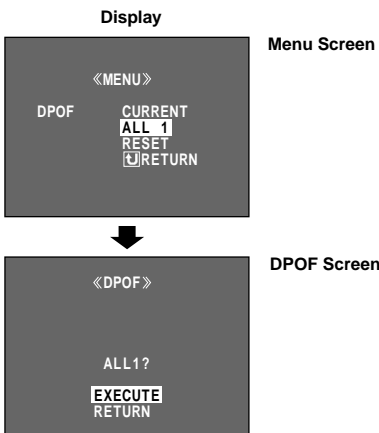 Display
Menu Screen
《MENU》
DPOF CURRENT
ALL 1
RESET
RETURN
DPOF Screen
《DPOF》
ALL1?
EXECUTE
RETURN